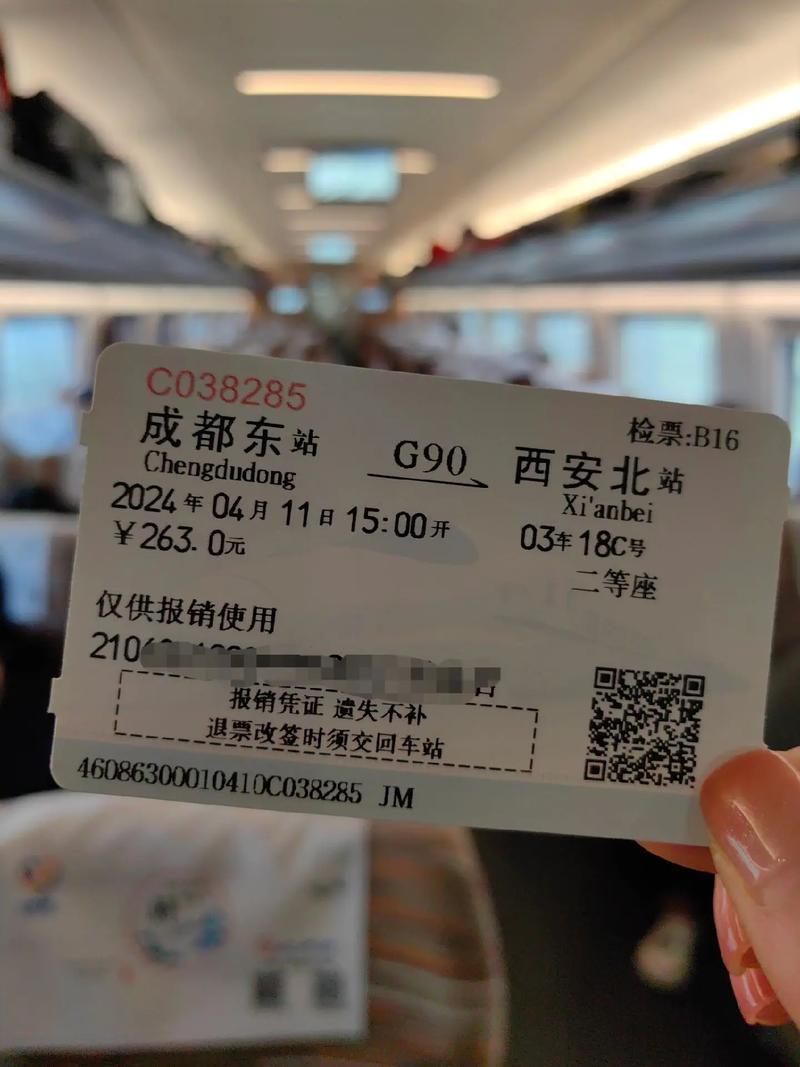 C038285
检票:B16
成都东站 G90 西安北站
Chengdudong Xi'anbei
2024年04月11日15:00开 03车18C号
¥263.0元 二等座
仅供报销使用
210
报销凭证 遗失不补
退票改签时须交回车站
46086300010410C038285 JM